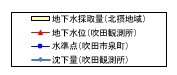 地下水採取量(北摂地域)
地下水位(吹田観測所)
水準点(吹田市泉町)
沈下量(吹田観測所)